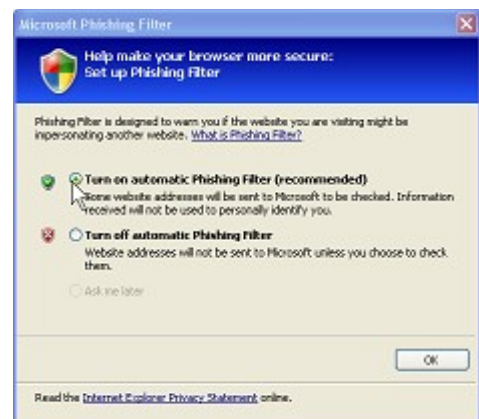 Microsoft Phishing Filter
Help make your browser more secure:
Set up Phishing Filter
Phishing Filter is designed to warn you if the website you are visiting might be
impersonating another website. What is Phishing Filter?
Turn on automatic Phishing Filter (recommended)
Some website addresses will be sent to Microsoft to be checked. Information
received will not be used to personally identify you.
Turn off automatic Phishing Filter
Website addresses will not be sent to Microsoft unless you choose to check
them.
Ask me later
OK
Read the Internet Explorer Privacy Statement online.